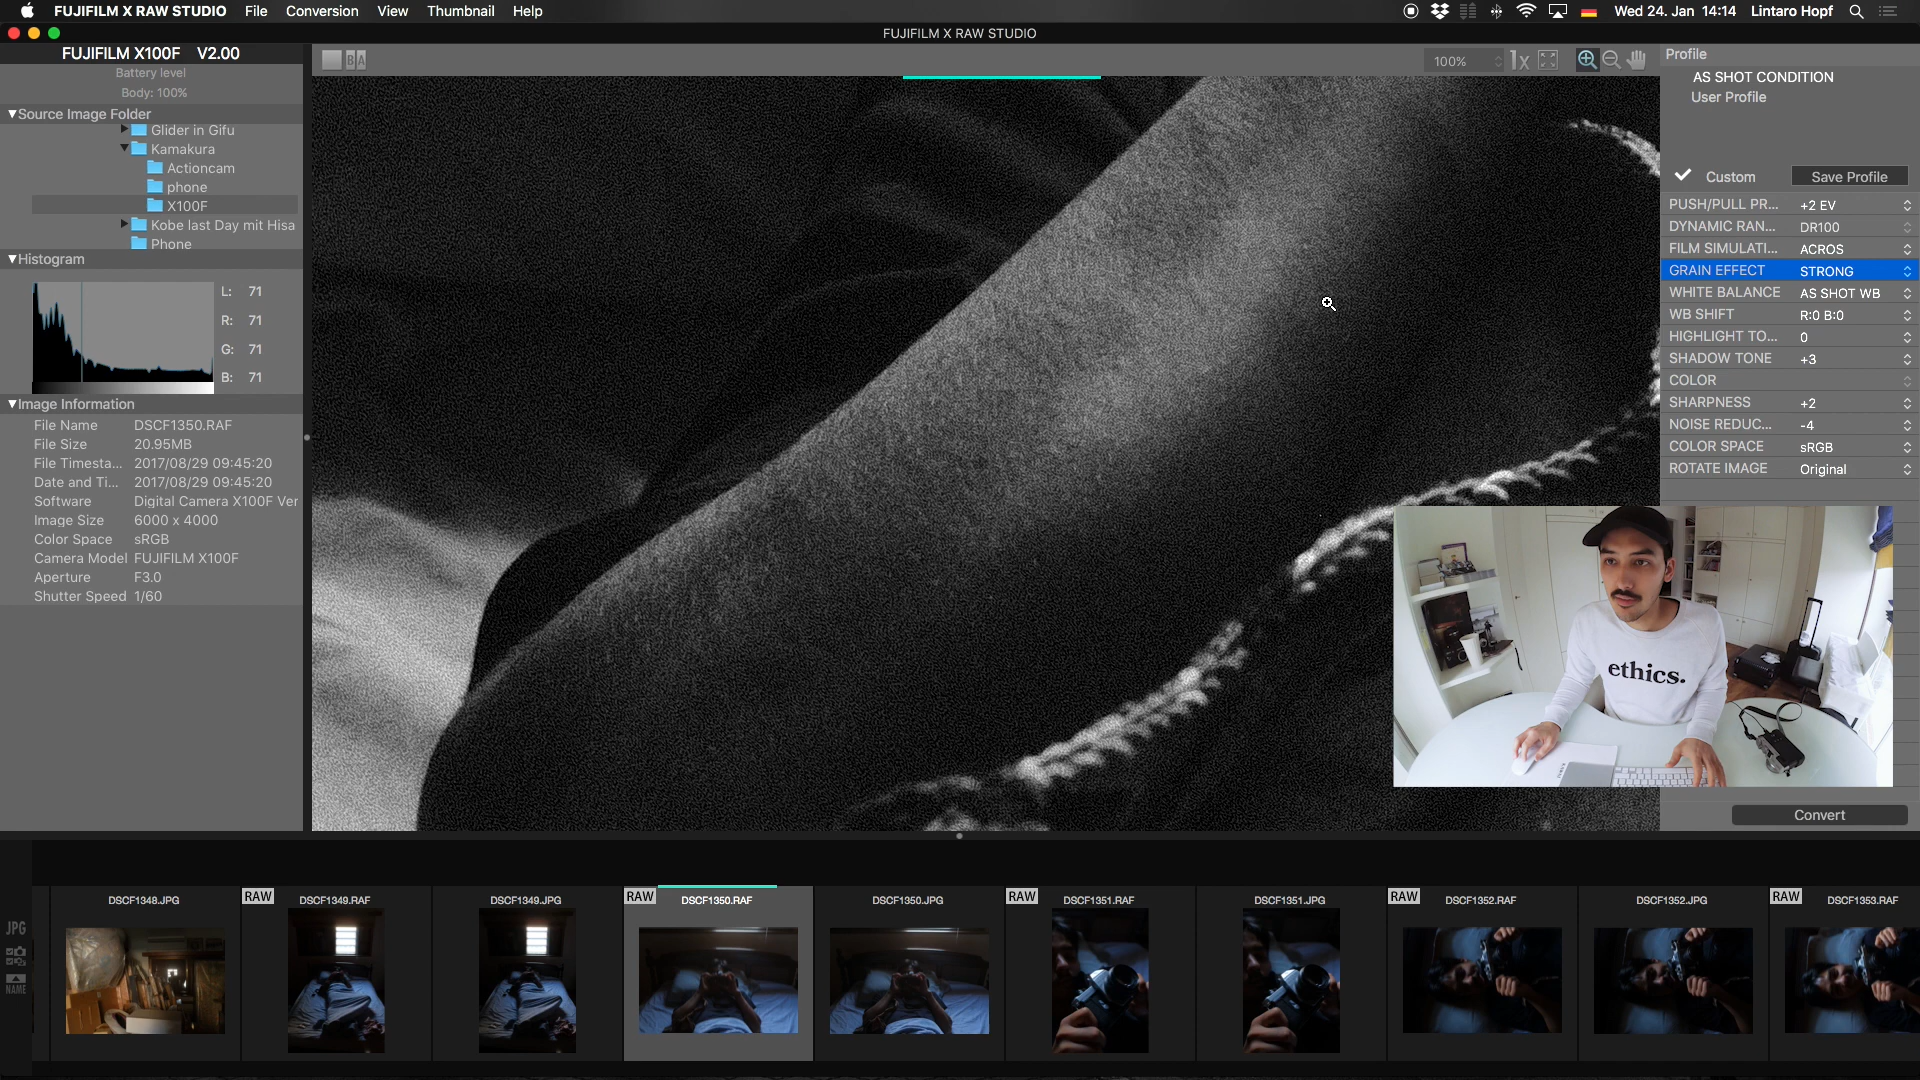 FUJIFILM X RAW STUDIO File Conversion View Thumbnail Help Wed 24. Jan 14:14 Lintaro Hopf
FUJIFILM X RAW STUDIO
FUJIFILM X100F V2.00
Battery level
Body: 100%
▼Source Image Folder
Glider in Gifu
Kamakura
Actioncam
phone
X100F
Kobe last Day mit Hisa
Phone
▼Histogram
L: 71
R: 71
G: 71
B: 71
▼Image Information
File Name DSCF1350.RAF
File Size 20.95MB
File Timesta... 2017/08/29 09:45:20
Date and Ti... 2017/08/29 09:45:20
Software Digital Camera X100F Ver
Image Size 6000 x 4000
Color Space sRGB
Camera Model FUJIFILM X100F
Aperture F3.0
Shutter Speed 1/60
B A
100% 1x
Profile
AS SHOT CONDITION
User Profile
Custom Save Profile
PUSH/PULL PR... +2 EV
DYNAMIC RAN... DR100
FILM SIMULATI... ACROS
GRAIN EFFECT STRONG
WHITE BALANCE AS SHOT WB
WB SHIFT R:0 B:0
HIGHLIGHT TO... 0
SHADOW TONE +3
COLOR
SHARPNESS +2
NOISE REDUC... -4
COLOR SPACE sRGB
ROTATE IMAGE Original
ethics.
Convert
JPG
NAME
DSCF1348.JPG
RAW DSCF1349.RAF
DSCF1349.JPG
RAW DSCF1350.RAF
DSCF1350.JPG
RAW DSCF1351.RAF
DSCF1351.JPG
RAW DSCF1352.RAF
DSCF1352.JPG
RAW DSCF1353.RAF